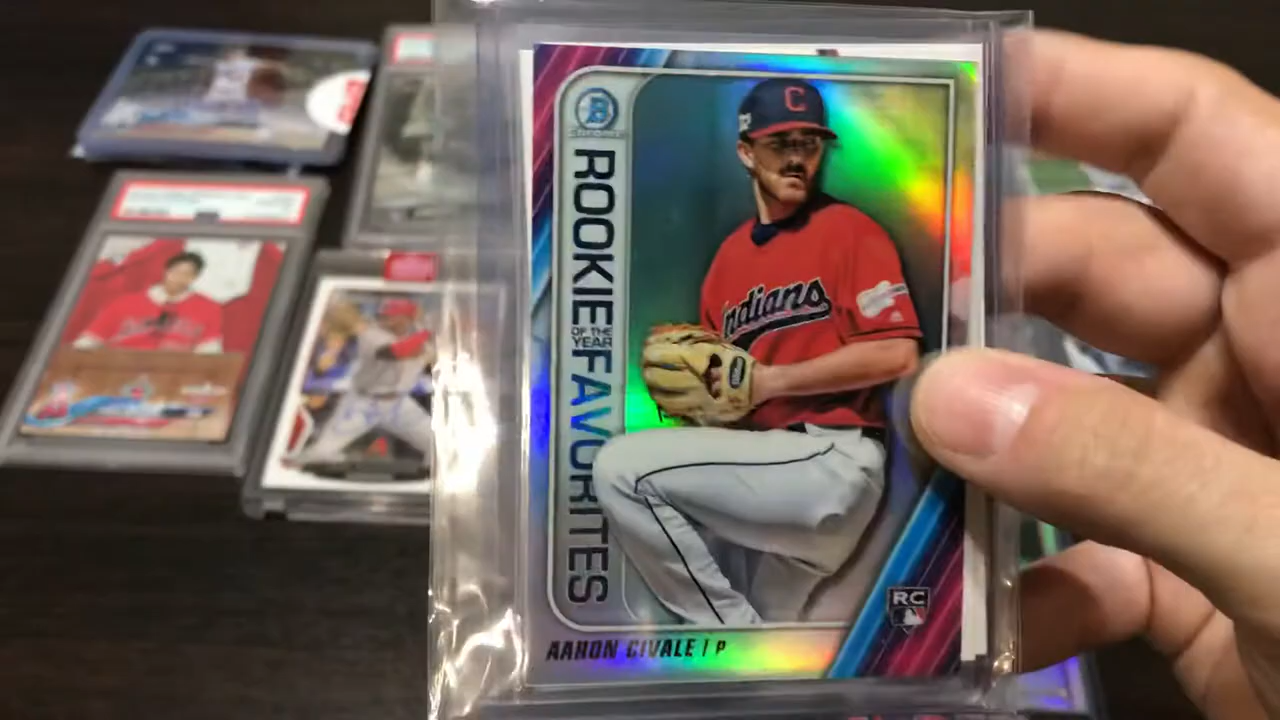 ROOKIE
OF THE
YEAR
FAVORITES
C
Indians
AARON CIVALE | P
RC